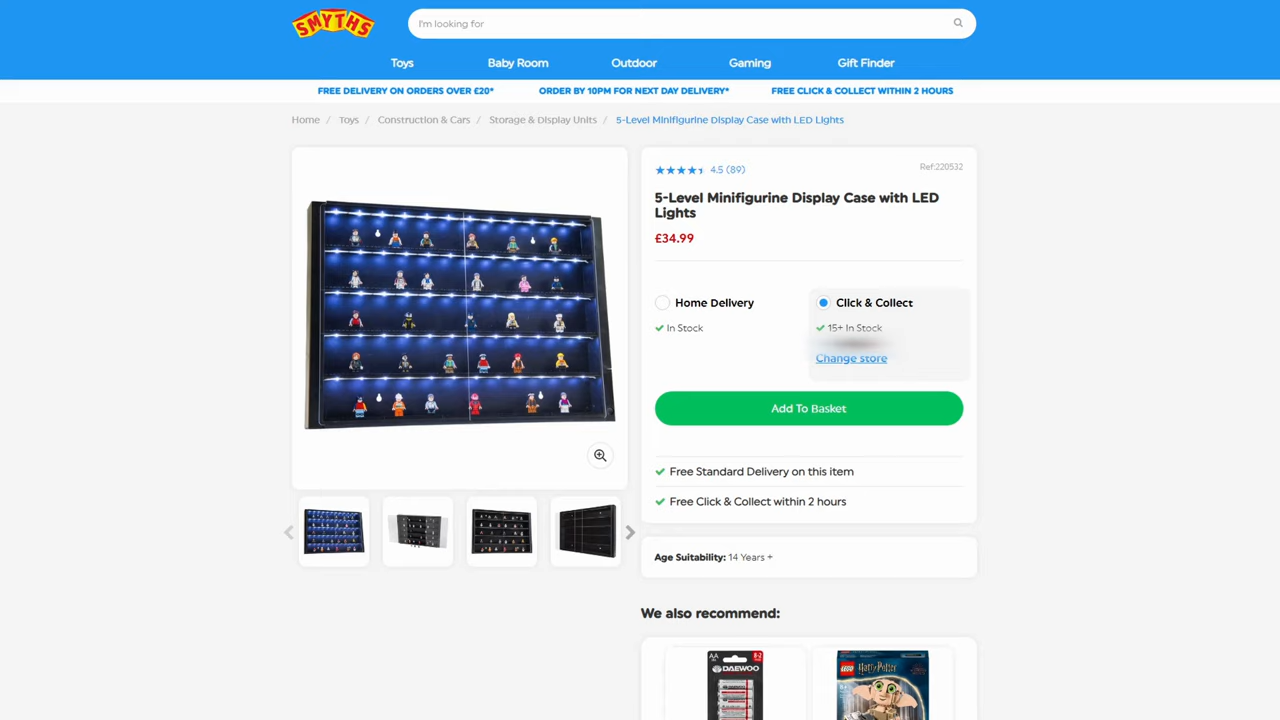 SMYTHS
I'm looking for
Toys
Baby Room
Outdoor
Gaming
Gift Finder
FREE DELIVERY ON ORDERS OVER £20*
ORDER BY 10PM FOR NEXT DAY DELIVERY*
FREE CLICK & COLLECT WITHIN 2 HOURS
Home / Toys / Construction & Cars / Storage & Display Units / 5-Level Minifigurine Display Case with LED Lights
4.5 (89)
Ref:220532
5-Level Minifigurine Display Case with LED
Lights
£34.99
Home Delivery
In Stock
Click & Collect
15+ In Stock
Change store
Add To Basket
Free Standard Delivery on this item
Free Click & Collect within 2 hours
Age Suitability: 14 Years +
We also recommend:
AA
DAEWOO
LEGO
Harry Potter